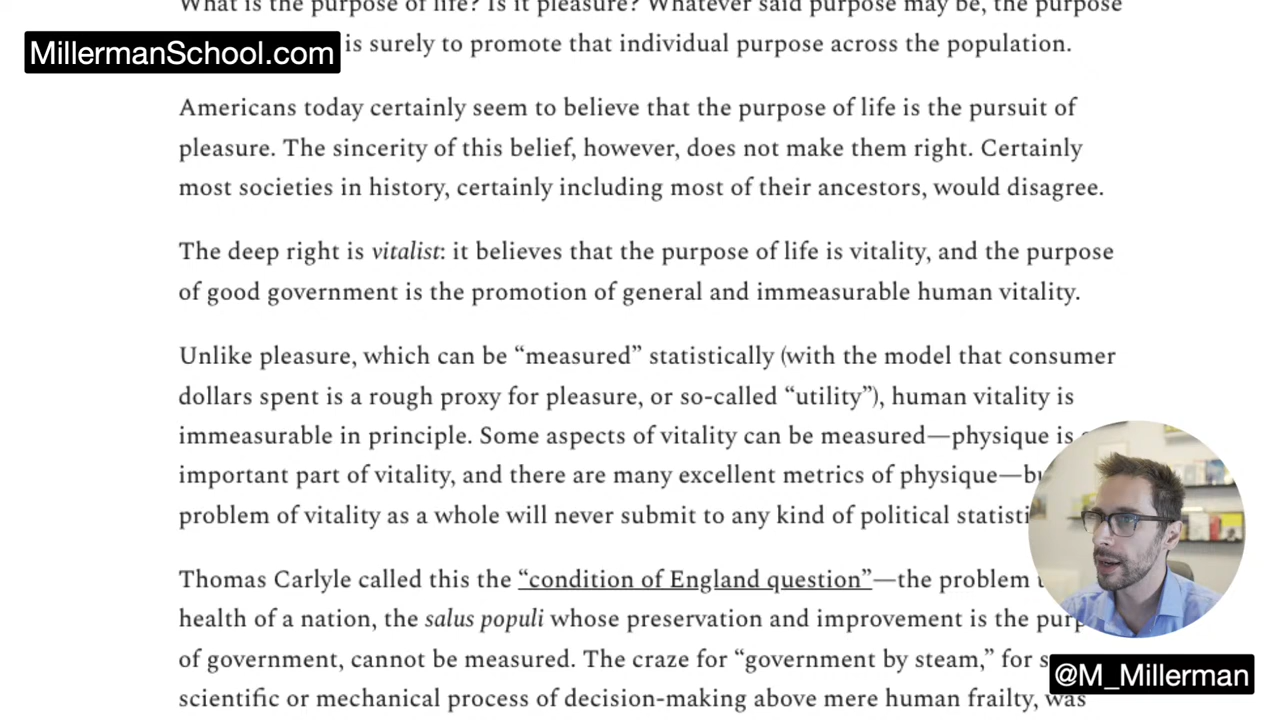 What is the purpose of life? Is it pleasure? Whatever said purpose may be, the purpose
MillermanSchool.com
is surely to promote that individual purpose across the population.
Americans today certainly seem to believe that the purpose of life is the pursuit of
pleasure. The sincerity of this belief, however, does not make them right. Certainly
most societies in history, certainly including most of their ancestors, would disagree.
The deep right is vitalist: it believes that the purpose of life is vitality, and the purpose
of good government is the promotion of general and immeasurable human vitality.
Unlike pleasure, which can be “measured” statistically (with the model that consumer
dollars spent is a rough proxy for pleasure, or so-called “utility”), human vitality is
immeasurable in principle. Some aspects of vitality can be measured—physique is
important part of vitality, and there are many excellent metrics of physique—
problem of vitality as a whole will never submit to any kind of political
Thomas Carlyle called this the “condition of England question”—the problem
health of a nation, the salus populi whose preservation and improvement is the
of government, cannot be measured. The craze for “government by steam,” for
@M_Millerman
scientific or mechanical process of decision-making above mere human frailty, was